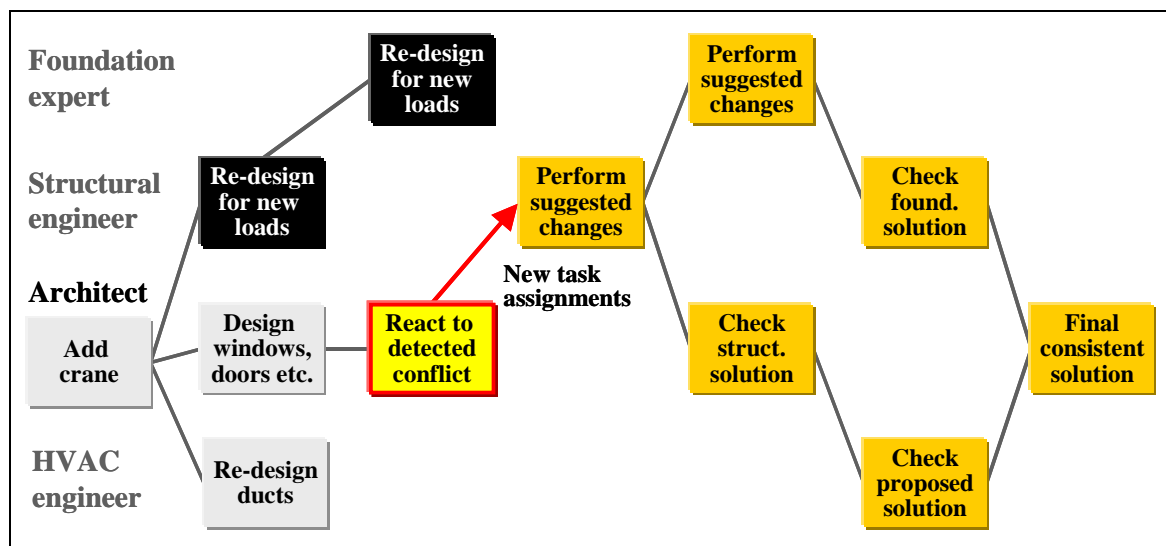 Foundation
expert
Re-design
for new
loads
Perform
suggested
changes
Structural
engineer
Re-design
for new
loads
Perform
suggested
changes
Check
found.
solution
New task
assignments
Architect
Add
crane
Design
windows,
doors etc.
React to
detected
conflict
Check
struct.
solution
Final
consistent
solution
HVAC
engineer
Re-design
ducts
Check
proposed
solution